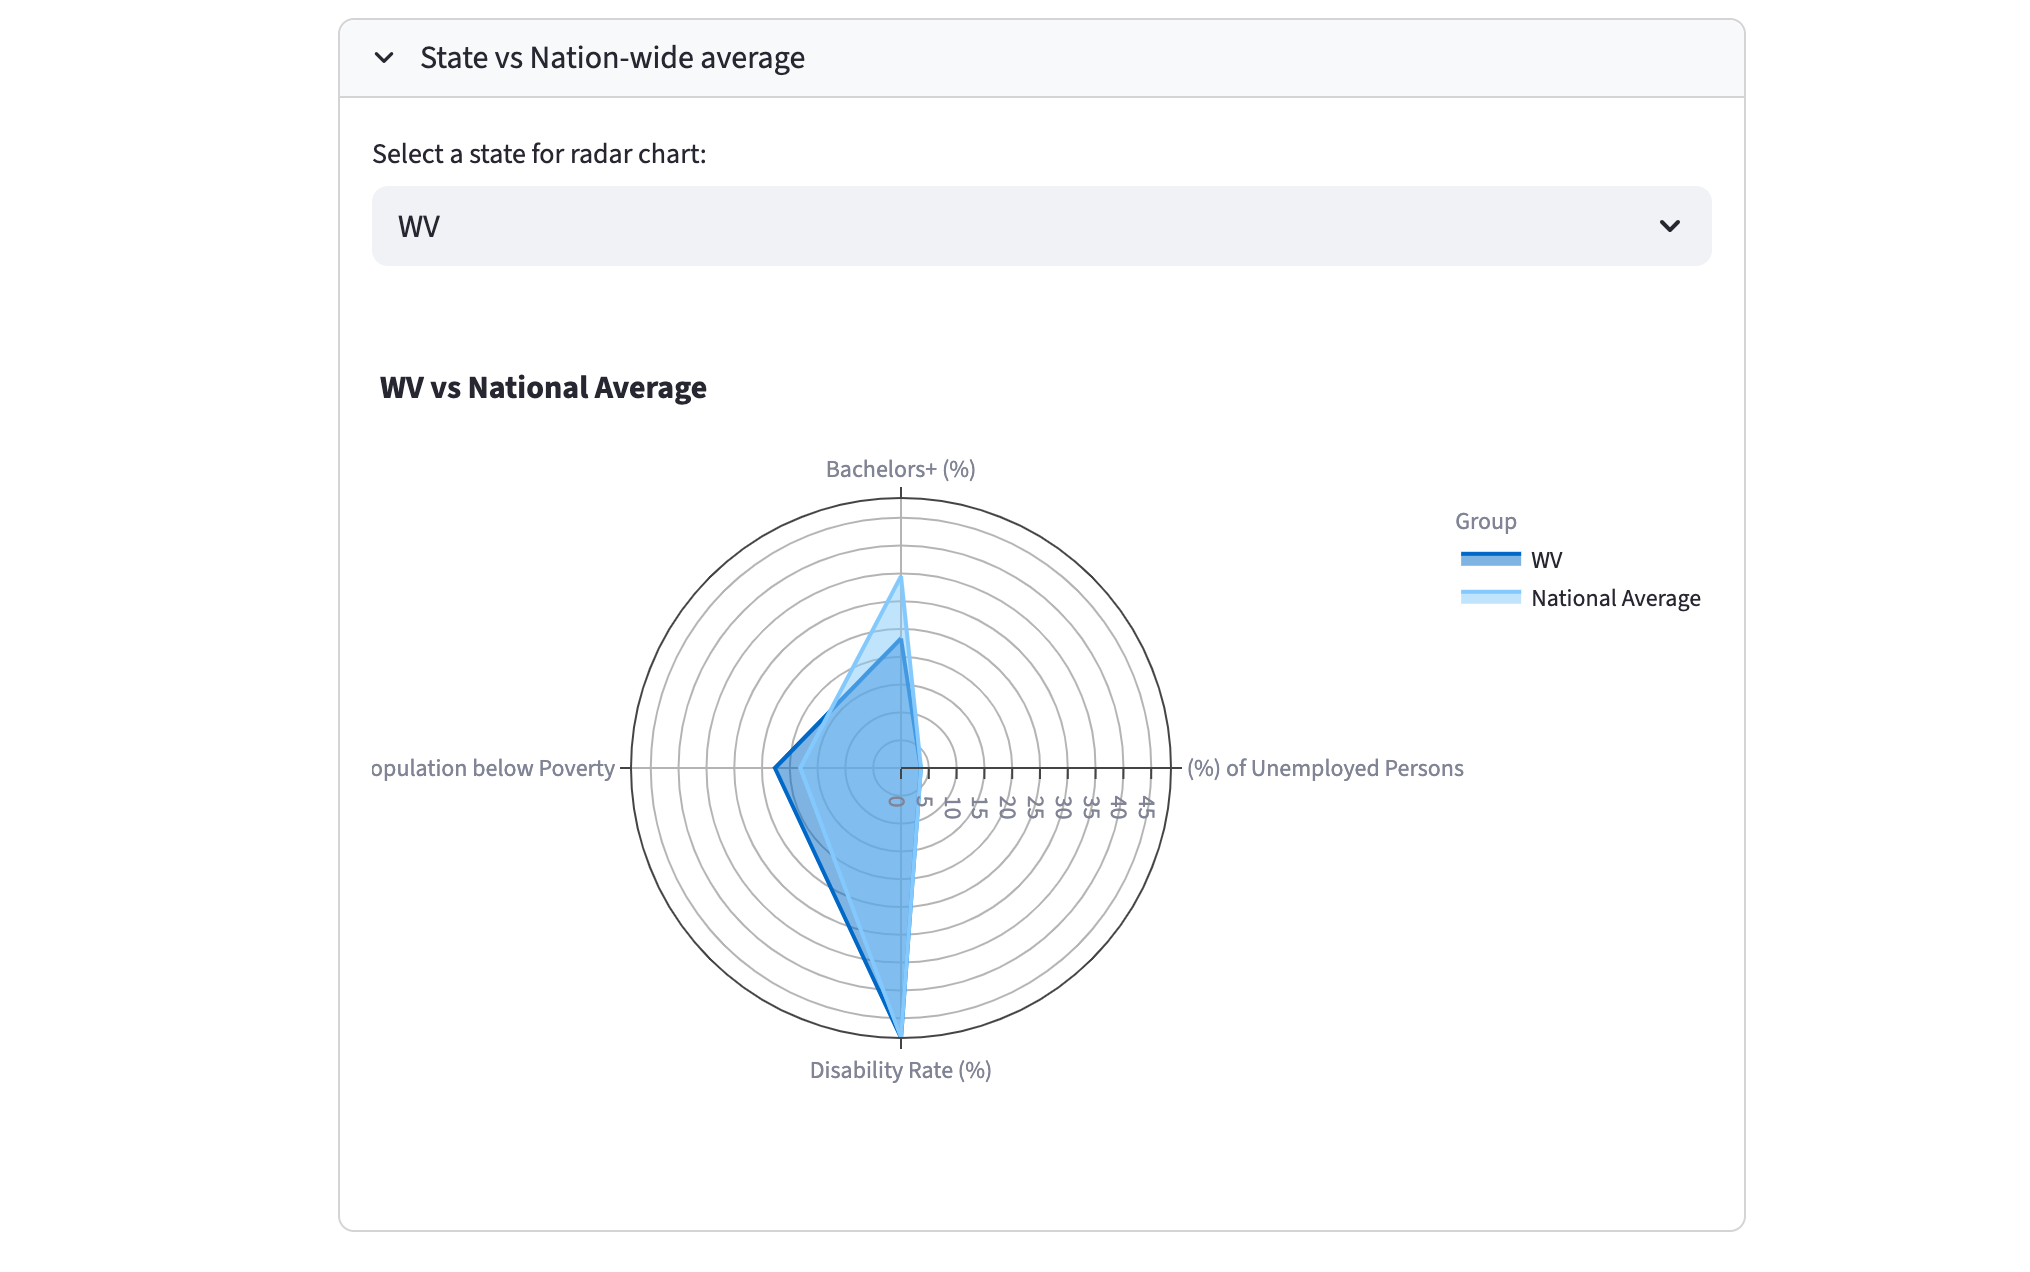 State vs Nation-wide average
Select a state for radar chart:
WV
WV vs National Average
Bachelors+ (%)
Group
WV
National Average
opulation below Poverty
(%) of Unemployed Persons
0 5 10 15 20 25 30 35 40 45
Disability Rate (%)